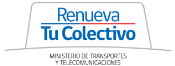 Renueva
Tu Colectivo
MINISTERIO DE TRANSPORTES
Y TELECOMUNICACIONES